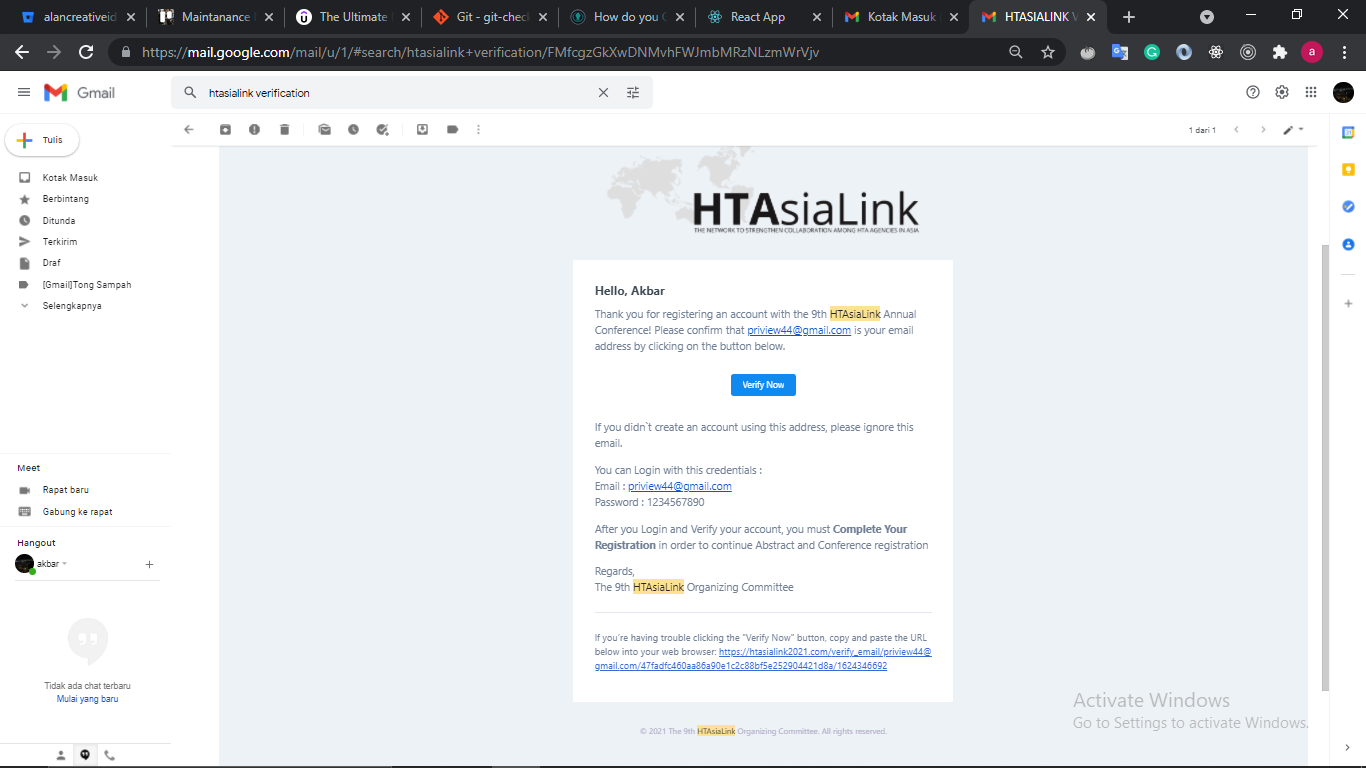 alancreativeid
Maintanance
The Ultimate
Git - git-chec
How do you
React App
Kotak Masuk
HTASIALINK V
https://mail.google.com/mail/u/1/#search/htasialink+verification/FMfcgzGkXwDNMvhFWJmbMRzNLzmWrVjv
a
Gmail
htasialink verification
Tulis
1 dari 1
Kotak Masuk
Berbintang
Ditunda
Terkirim
Draf
[Gmail]Tong Sampah
Selengkapnya
Meet
Rapat baru
Gabung ke rapat
Hangout
akbar
Tidak ada chat terbaru
Mulai yang baru
HTAsiaLink
THE NETWORK TO STRENGTHEN COLLABORATION AMONG HTA AGENCIES IN ASIA
Hello, Akbar
Thank you for registering an account with the 9th HTAsiaLink Annual
Conference! Please confirm that priview44@gmail.com is your email
address by clicking on the button below.
Verify Now
If you didn`t create an account using this address, please ignore this
email.
You can Login with this credentials :
Email : priview44@gmail.com
Password : 1234567890
After you Login and Verify your account, you must Complete Your
Registration in order to continue Abstract and Conference registration
Regards,
The 9th HTAsiaLink Organizing Committee
If you're having trouble clicking the "Verify Now" button, copy and paste the URL
below into your web browser: https://htasialink2021.com/verify_email/priview44@
gmail.com/47fadfc460aa86a90e1c2c88bf5e252904421d8a/1624346692
© 2021 The 9th HTAsiaLink Organizing Committee. All rights reserved.
Activate Windows
Go to Settings to activate Windows.